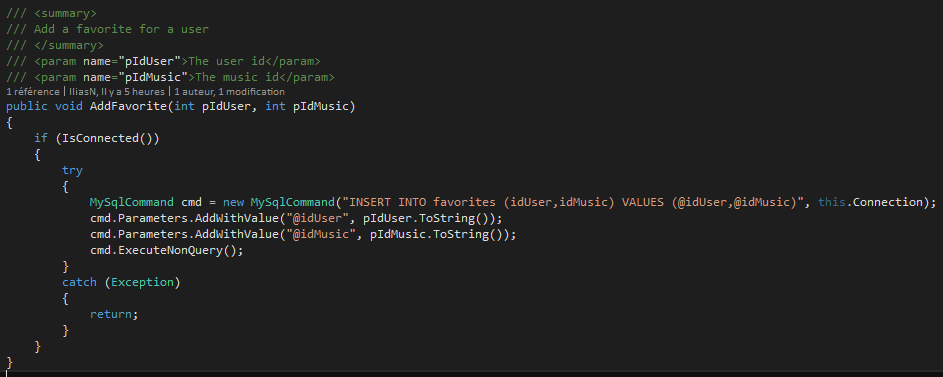 /// <summary>
/// Add a favorite for a user
/// </summary>
/// <param name="pIdUser">The user id</param>
/// <param name="pIdMusic">The music id</param>
1 référence | IliasN, Il y a 5 heures | 1 auteur, 1 modification
public void AddFavorite(int pIdUser, int pIdMusic)
{
    if (IsConnected())
    {
        try
        {
            MySqlCommand cmd = new MySqlCommand("INSERT INTO favorites (idUser,idMusic) VALUES (@idUser,@idMusic)", this.Connection);
            cmd.Parameters.AddWithValue("@idUser", pIdUser.ToString());
            cmd.Parameters.AddWithValue("@idMusic", pIdMusic.ToString());
            cmd.ExecuteNonQuery();
        }
        catch (Exception)
        {
            return;
        }
    }
}